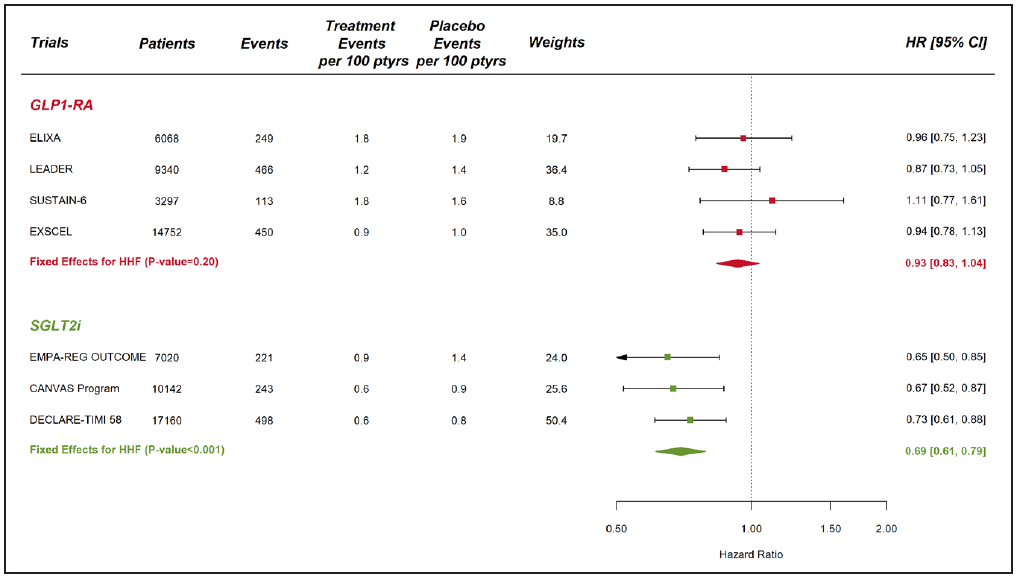 Trials Patients Events Treatment Events per 100 ptyrs Placebo Events per 100 ptyrs Weights HR [95% CI]
GLP1-RA
ELIXA 6068 249 1.8 1.9 19.7 0.96 [0.75, 1.23]
LEADER 9340 466 1.2 1.4 36.4 0.87 [0.73, 1.05]
SUSTAIN-6 3297 113 1.8 1.6 8.8 1.11 [0.77, 1.61]
EXSCEL 14752 450 0.9 1.0 35.0 0.94 [0.78, 1.13]
Fixed Effects for HHF (P-value=0.20) 0.93 [0.83, 1.04]
SGLT2i
EMPA-REG OUTCOME 7020 221 0.9 1.4 24.0 0.65 [0.50, 0.85]
CANVAS Program 10142 243 0.6 0.9 25.6 0.67 [0.52, 0.87]
DECLARE-TIMI 58 17160 498 0.6 0.8 50.4 0.73 [0.61, 0.88]
Fixed Effects for HHF (P-value<0.001) 0.69 [0.61, 0.79]
0.50 1.00 1.50 2.00
Hazard Ratio